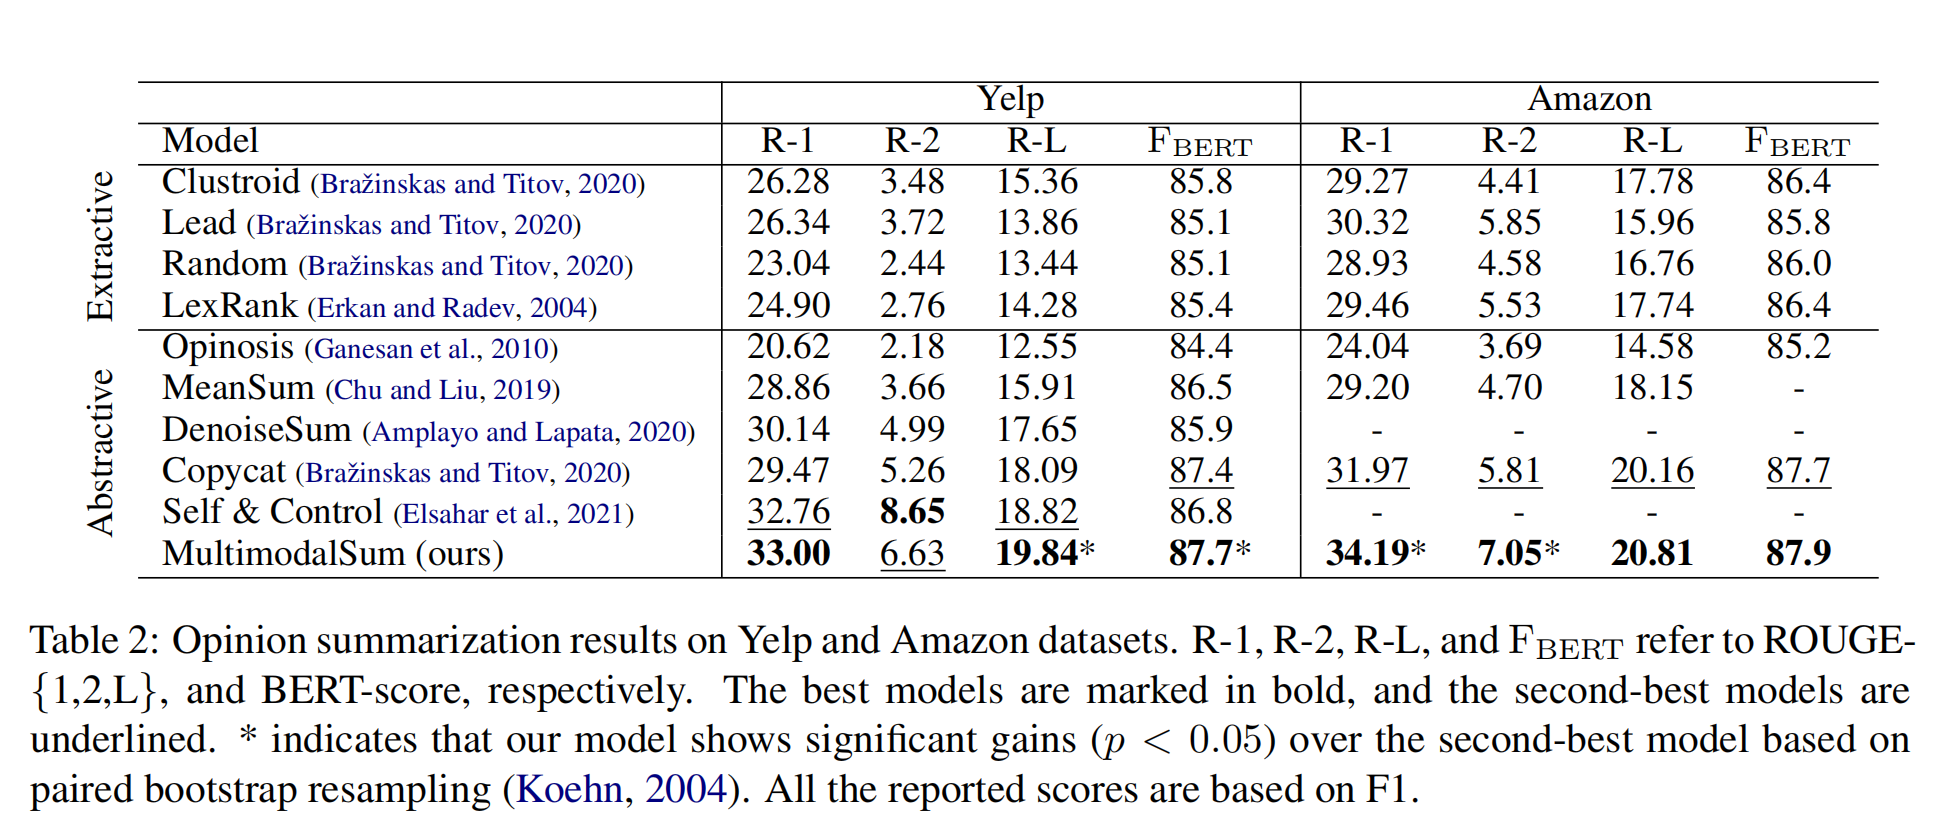 Yelp Amazon
Model R-1 R-2 R-L F_BERT R-1 R-2 R-L F_BERT
Extractive
Clustroid (Bražinskas and Titov, 2020) 26.28 3.48 15.36 85.8 29.27 4.41 17.78 86.4
Lead (Bražinskas and Titov, 2020) 26.34 3.72 13.86 85.1 30.32 5.85 15.96 85.8
Random (Bražinskas and Titov, 2020) 23.04 2.44 13.44 85.1 28.93 4.58 16.76 86.0
LexRank (Erkan and Radev, 2004) 24.90 2.76 14.28 85.4 29.46 5.53 17.74 86.4
Abstractive
Opinosis (Ganesan et al., 2010) 20.62 2.18 12.55 84.4 24.04 3.69 14.58 85.2
MeanSum (Chu and Liu, 2019) 28.86 3.66 15.91 86.5 29.20 4.70 18.15 -
DenoiseSum (Amplayo and Lapata, 2020) 30.14 4.99 17.65 85.9 - - - -
Copycat (Bražinskas and Titov, 2020) 29.47 5.26 18.09 87.4 31.97 5.81 20.16 87.7
Self & Control (Elsahar et al., 2021) 32.76 8.65 18.82 86.8 - - - -
MultimodalSum (ours) 33.00 6.63 19.84* 87.7* 34.19* 7.05* 20.81 87.9
Table 2: Opinion summarization results on Yelp and Amazon datasets. R-1, R-2, R-L, and F_BERT refer to ROUGE-
{1,2,L}, and BERT-score, respectively. The best models are marked in bold, and the second-best models are
underlined. * indicates that our model shows significant gains (p < 0.05) over the second-best model based on
paired bootstrap resampling (Koehn, 2004). All the reported scores are based on F1.